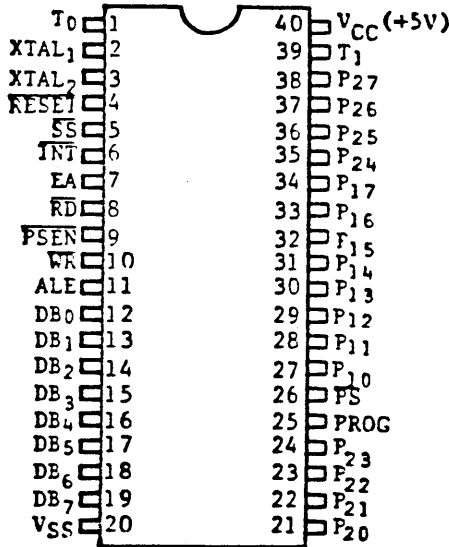 T0 1 40 VCC (+5V)
XTAL1 2 39 T1
XTAL2 3 38 P27
RESET 4 37 P26
SS 5 36 P25
INT 6 35 P24
EA 7 34 P17
RD 8 33 P16
PSEN 9 32 P15
WR 10 31 P14
ALE 11 30 P13
DB0 12 29 P12
DB1 13 28 P11
DB2 14 27 P10
DB3 15 26 PS
DB4 16 25 PROG
DB5 17 24 P23
DB6 18 23 P22
DB7 19 22 P21
VSS 20 21 P20